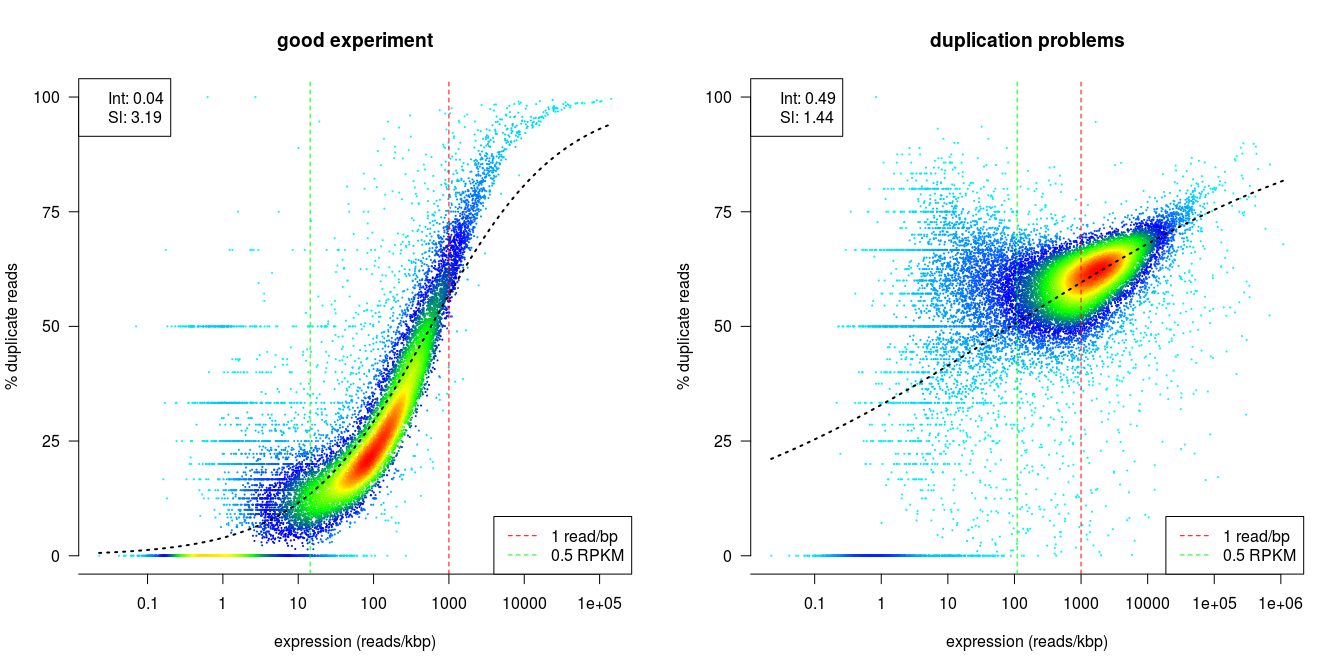 good experiment
Int: 0.04
Sl: 3.19
% duplicate reads
100
75
50
25
0
0.1 1 10 100 1000 10000 1e+05
expression (reads/kbp)
1 read/bp
0.5 RPKM
duplication problems
Int: 0.49
Sl: 1.44
% duplicate reads
100
75
50
25
0
0.1 1 10 100 1000 10000 1e+05 1e+06
expression (reads/kbp)
1 read/bp
0.5 RPKM